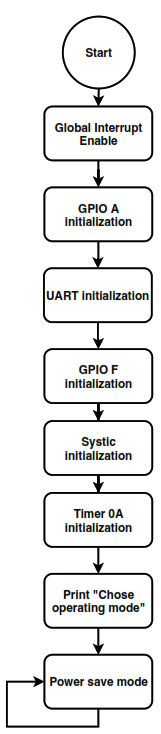 Start
Global Interrupt
Enable
GPIO A
initialization
UART initialization
GPIO F
initialization
Systic
initialization
Timer 0A
initialization
Print "Chose
operating mode"
Power save mode